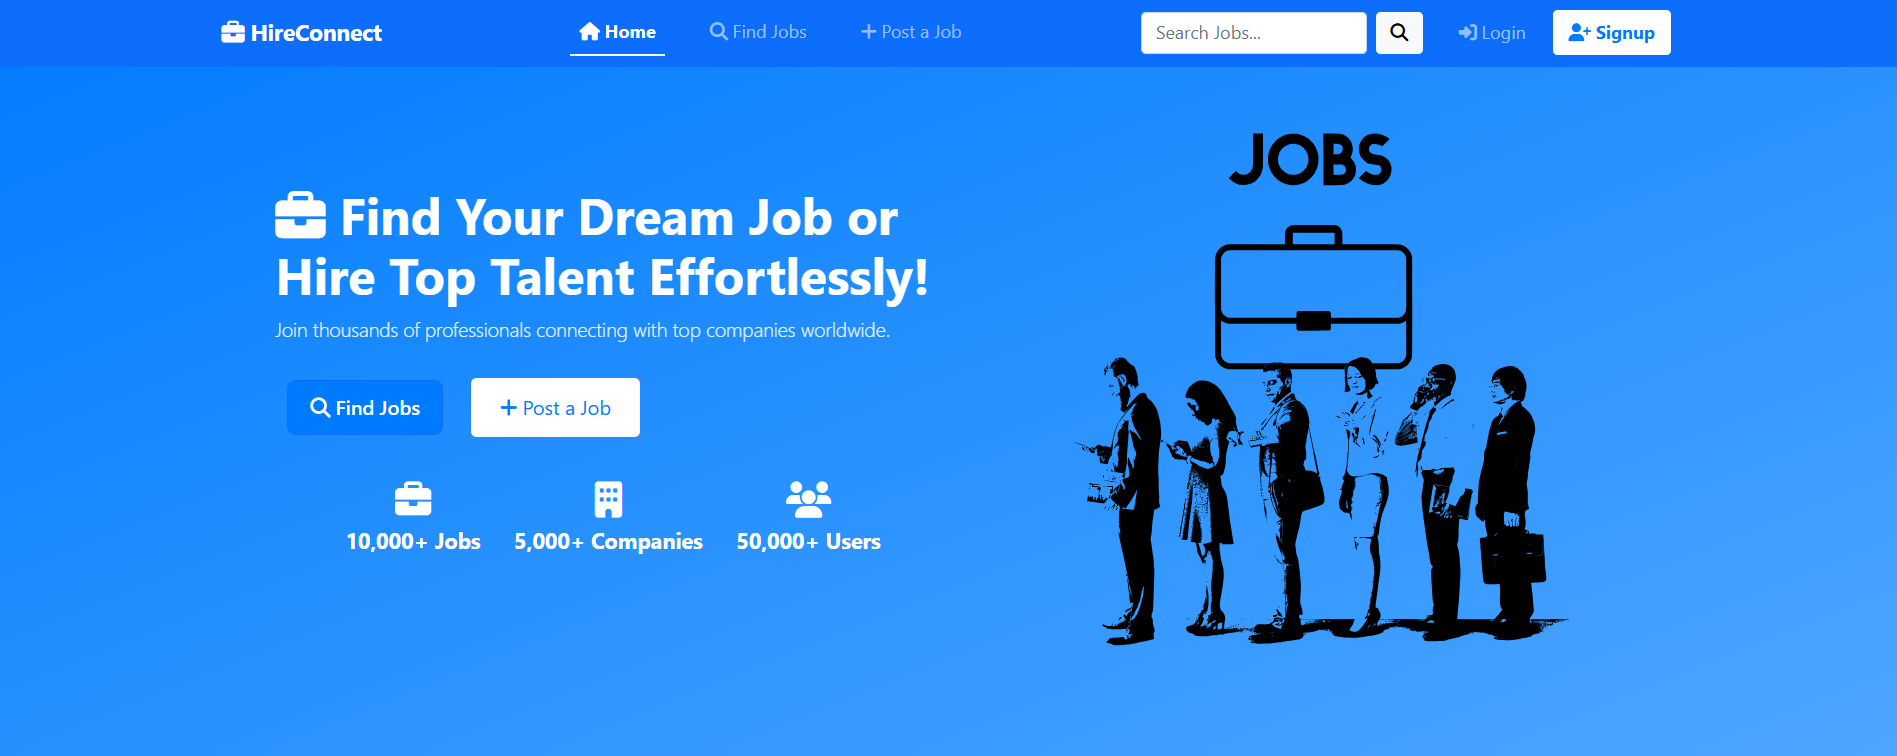 HireConnect
Home
Find Jobs
Post a Job
Search Jobs...
Login
Signup
JOBS
Find Your Dream Job or
Hire Top Talent Effortlessly!
Join thousands of professionals connecting with top companies worldwide.
Find Jobs
Post a Job
10,000+ Jobs
5,000+ Companies
50,000+ Users